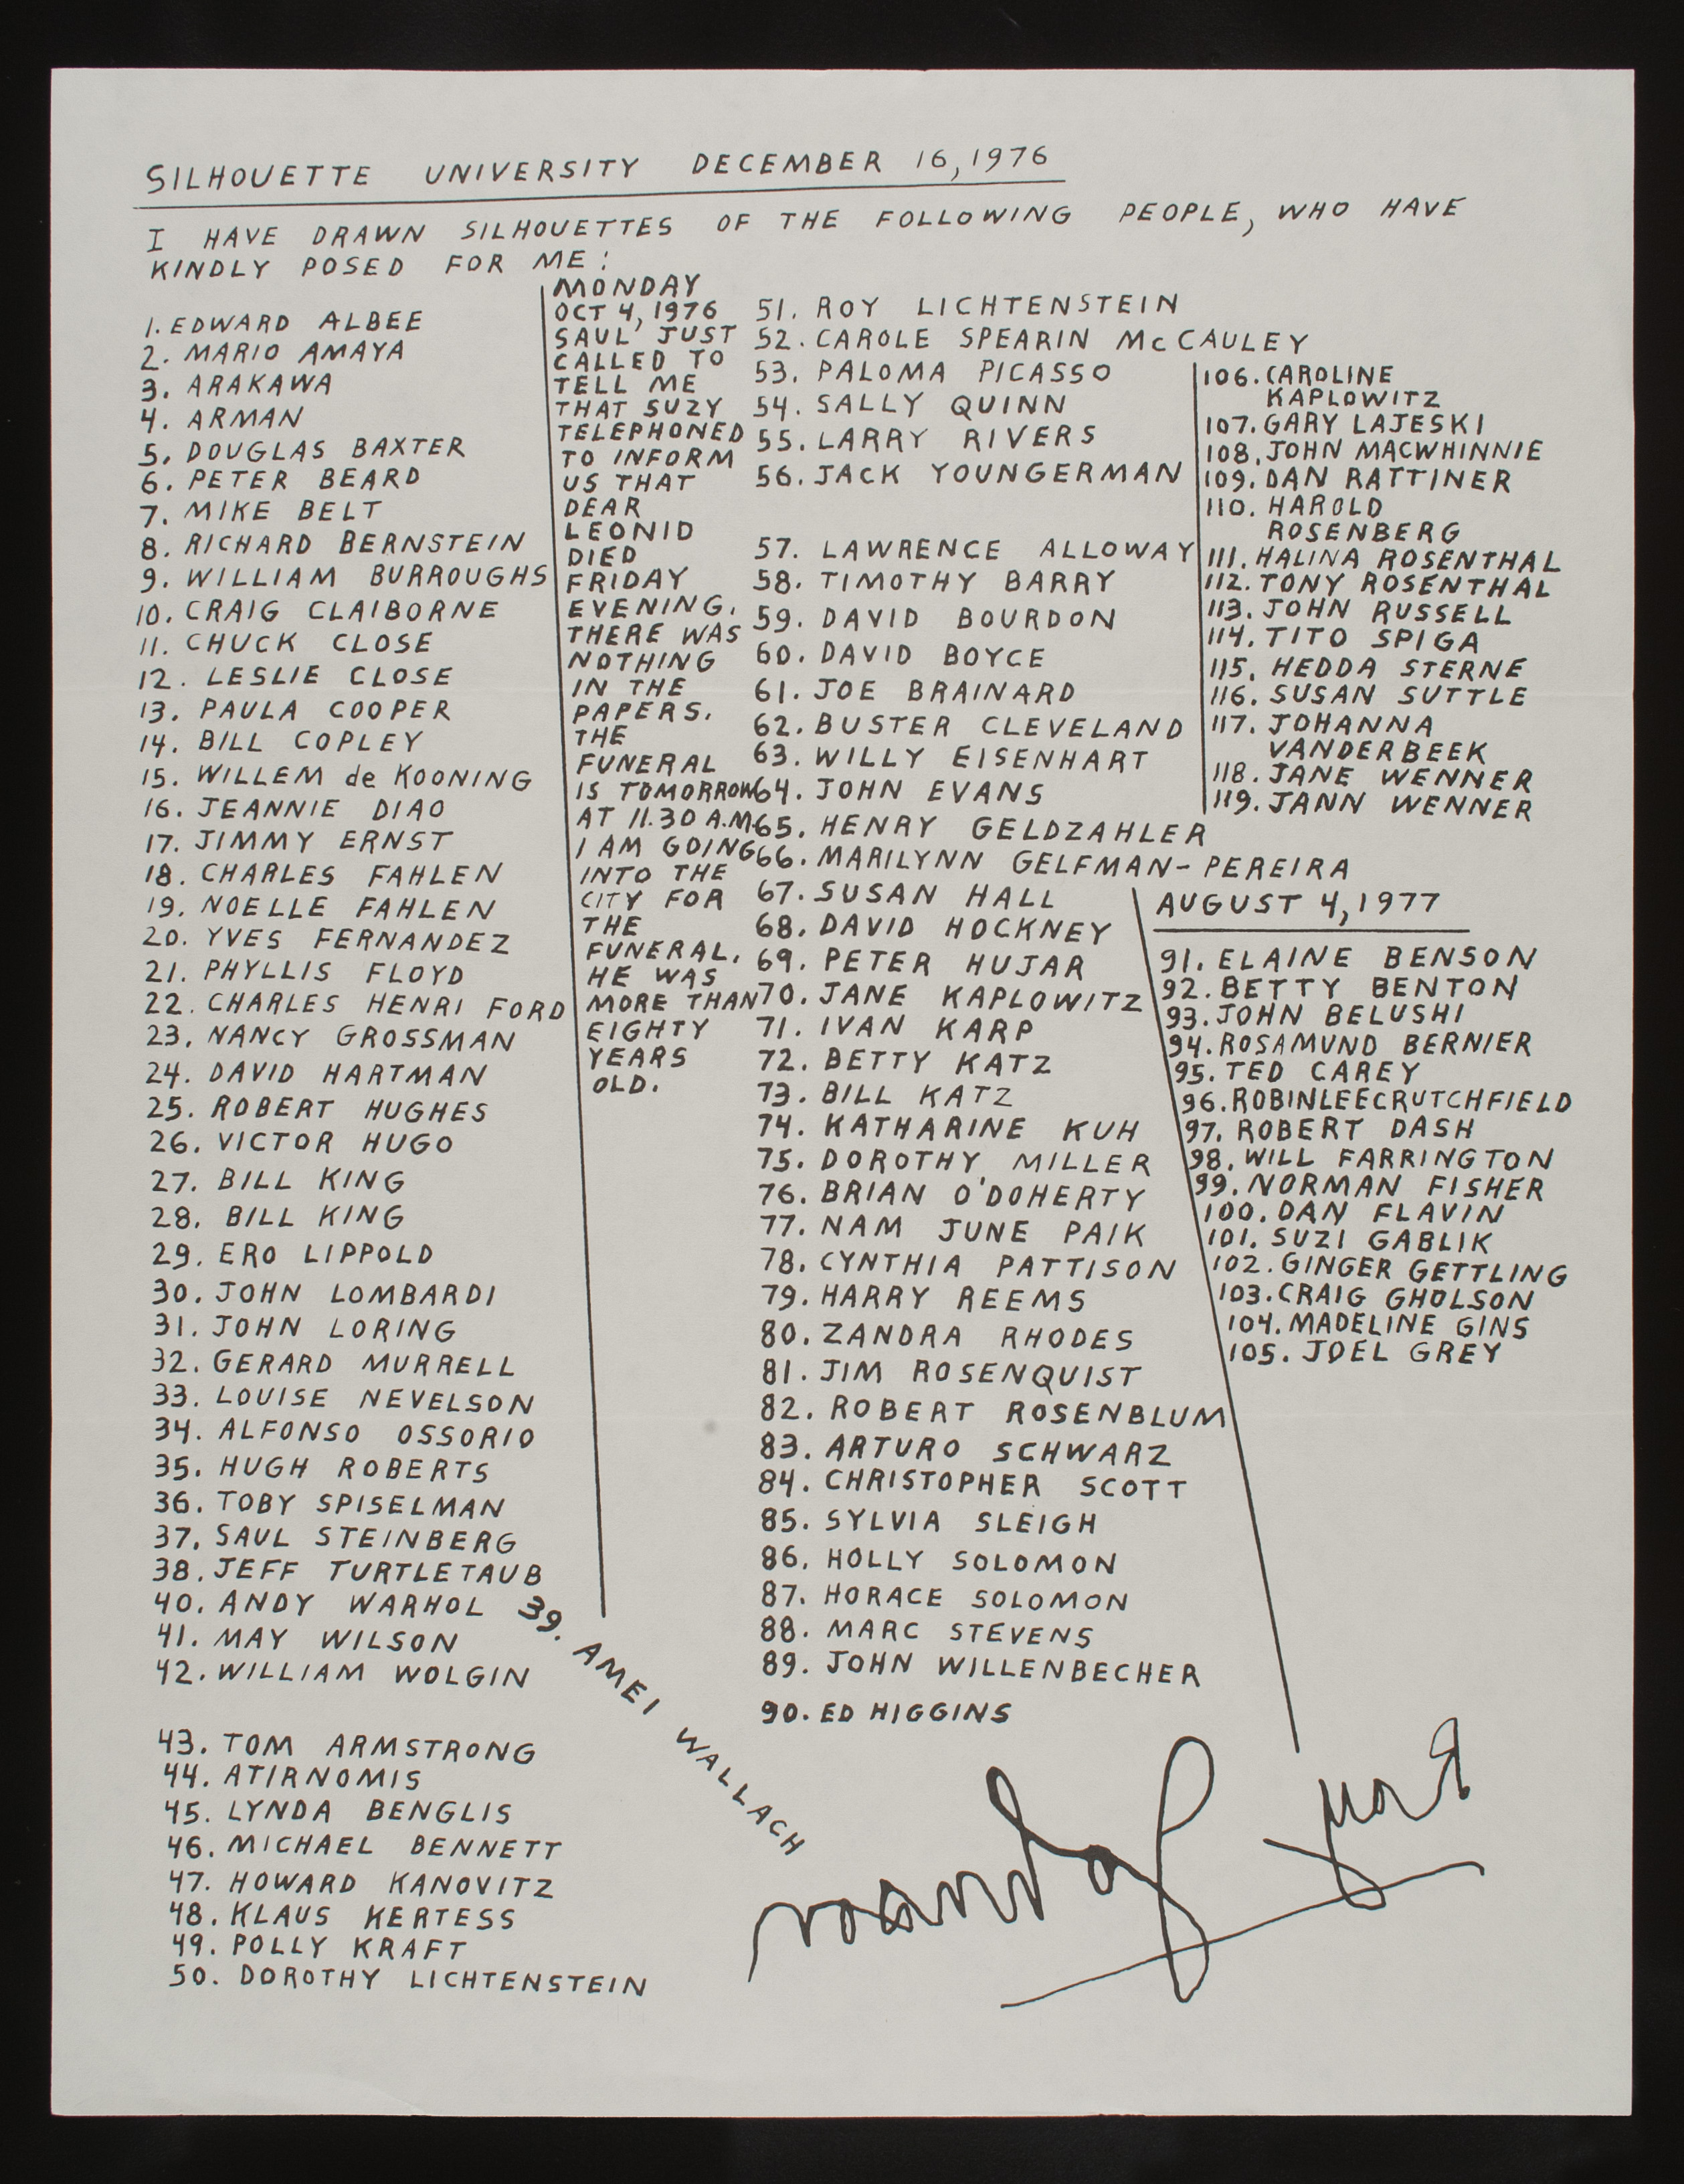 SILHOUETTE UNIVERSITY DECEMBER 16, 1976
I HAVE DRAWN SILHOUETTES OF THE FOLLOWING PEOPLE, WHO HAVE
KINDLY POSED FOR ME:
1. EDWARD ALBEE
2. MARIO AMAYA
3. ARAKAWA
4. ARMAN
5. DOUGLAS BAXTER
6. PETER BEARD
7. MIKE BELT
8. RICHARD BERNSTEIN
9. WILLIAM BURROUGHS
10. CRAIG CLAIBORNE
11. CHUCK CLOSE
12. LESLIE CLOSE
13. PAULA COOPER
14. BILL COPLEY
15. WILLEM de KOONING
16. JEANNIE DIAO
17. JIMMY ERNST
18. CHARLES FAHLEN
19. NOELLE FAHLEN
20. YVES FERNANDEZ
21. PHYLLIS FLOYD
22. CHARLES HENRI FORD
23. NANCY GROSSMAN
24. DAVID HARTMAN
25. ROBERT HUGHES
26. VICTOR HUGO
27. BILL KING
28. BILL KING
29. ERO LIPPOLD
30. JOHN LOMBARDI
31. JOHN LORING
32. GERARD MURRELL
33. LOUISE NEVELSON
34. ALFONSO OSSORIO
35. HUGH ROBERTS
36. TOBY SPISELMAN
37. SAUL STEINBERG
38. JEFF TURTLETAUB
40. ANDY WARHOL
39. AMEI WALLACH
41. MAY WILSON
42. WILLIAM WOLGIN
43. TOM ARMSTRONG
44. ATIRNOMIS
45. LYNDA BENGLIS
46. MICHAEL BENNETT
47. HOWARD KANOVITZ
48. KLAUS KERTESS
49. POLLY KRAFT
50. DOROTHY LICHTENSTEIN
MONDAY
OCT 4, 1976
SAUL JUST
CALLED TO
TELL ME
THAT SUZY
TELEPHONED
TO INFORM
US THAT
DEAR
LEONID
DIED
FRIDAY
EVENING.
THERE WAS
NOTHING
IN THE
PAPERS.
THE
FUNERAL
IS TOMORROW
AT 11.30 A.M.
I AM GOING
INTO THE
CITY FOR
THE
FUNERAL.
HE WAS
MORE THAN
EIGHTY
YEARS
OLD.
51. ROY LICHTENSTEIN
52. CAROLE SPEARIN McCAULEY
53. PALOMA PICASSO
54. SALLY QUINN
55. LARRY RIVERS
56. JACK YOUNGERMAN
57. LAWRENCE ALLOWAY
58. TIMOTHY BARRY
59. DAVID BOURDON
60. DAVID BOYCE
61. JOE BRAINARD
62. BUSTER CLEVELAND
63. WILLY EISENHART
64. JOHN EVANS
65. HENRY GELDZAHLER
66. MARILYNN GELFMAN-PEREIRA
67. SUSAN HALL
68. DAVID HOCKNEY
69. PETER HUJAR
70. JANE KAPLOWITZ
71. IVAN KARP
72. BETTY KATZ
73. BILL KATZ
74. KATHARINE KUH
75. DOROTHY MILLER
76. BRIAN O'DOHERTY
77. NAM JUNE PAIK
78. CYNTHIA PATTISON
79. HARRY REEMS
80. ZANDRA RHODES
81. JIM ROSENQUIST
82. ROBERT ROSENBLUM
83. ARTURO SCHWARZ
84. CHRISTOPHER SCOTT
85. SYLVIA SLEIGH
86. HOLLY SOLOMON
87. HORACE SOLOMON
88. MARC STEVENS
89. JOHN WILLENBECHER
90. ED HIGGINS
AUGUST 4, 1977
91. ELAINE BENSON
92. BETTY BENTON
93. JOHN BELUSHI
94. ROSAMUND BERNIER
95. TED CAREY
96. ROBINLEECRUTCHFIELD
97. ROBERT DASH
98. WILL FARRINGTON
99. NORMAN FISHER
100. DAN FLAVIN
101. SUZI GABLIK
102. GINGER GETTLING
103. CRAIG GHOLSON
104. MADELINE GINS
105. JOEL GREY
106. CAROLINE
KAPLOWITZ
107. GARY LAJESKI
108. JOHN MACWHINNIE
109. DAN RATTINER
110. HAROLD
ROSENBERG
111. HALINA ROSENTHAL
112. TONY ROSENTHAL
113. JOHN RUSSELL
114. TITO SPIGA
115. HEDDA STERNE
116. SUSAN SUTTLE
117. JOHANNA
VANDERBEEK
118. JANE WENNER
119. JANN WENNER